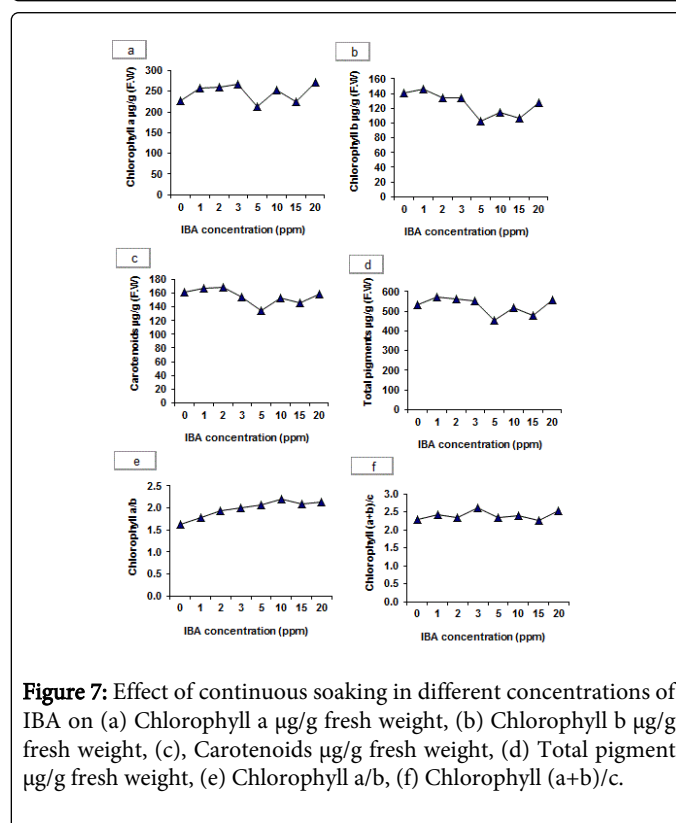 a
Chlorophyll a µg/g (F.W)
300
250
200
150
100
50
0
0 1 2 3 5 10 15 20
IBA concentration (ppm)
b
Chlorophyll b µg/g (F.W)
160
140
120
100
80
60
40
20
0
0 1 2 3 5 10 15 20
IBA concentration (ppm)
c
Carotenoids µg/g (F.W)
180
160
140
120
100
80
60
40
20
0
0 1 2 3 5 10 15 20
IBA concentration (ppm)
d
Total pigments µg/g (F.W)
600
500
400
300
200
100
0
0 1 2 3 5 10 15 20
IBA concentration (ppm)
e
Chlorophyll a/b
2.5
2.0
1.5
1.0
0.5
0.0
0 1 2 3 5 10 15 20
IBA concentration (ppm)
f
Chlorophyll (a+b)/c
3.0
2.5
2.0
1.5
1.0
0.5
0.0
0 1 2 3 5 10 15 20
IBA concentration (ppm)
Figure 7: Effect of continuous soaking in different concentrations of
IBA on (a) Chlorophyll a µg/g fresh weight, (b) Chlorophyll b µg/g
fresh weight, (c), Carotenoids µg/g fresh weight, (d) Total pigment
µg/g fresh weight, (e) Chlorophyll a/b, (f) Chlorophyll (a+b)/c.